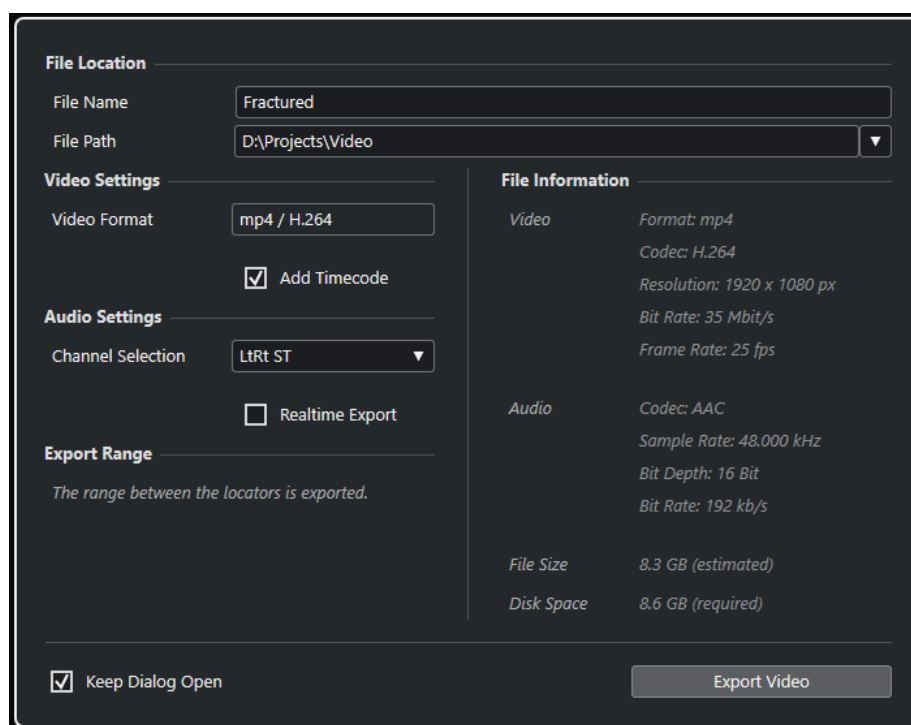 File Location
File Name Fractured
File Path D:\Projects\Video
Video Settings
Video Format mp4 / H.264
Add Timecode
Audio Settings
Channel Selection LtRt ST
Realtime Export
Export Range
The range between the locators is exported.
File Information
Video Format: mp4
Codec: H.264
Resolution: 1920 x 1080 px
Bit Rate: 35 Mbit/s
Frame Rate: 25 fps
Audio Codec: AAC
Sample Rate: 48.000 kHz
Bit Depth: 16 Bit
Bit Rate: 192 kb/s
File Size 8.3 GB (estimated)
Disk Space 8.6 GB (required)
Keep Dialog Open
Export Video